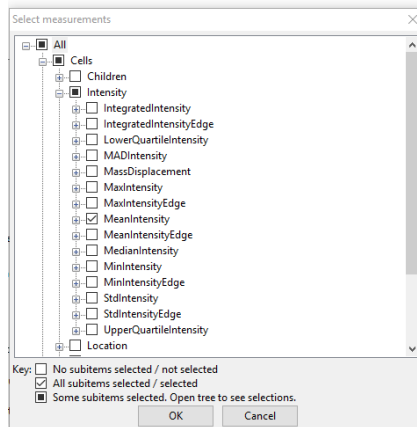 Select measurements
All
Cells
Children
Intensity
IntegratedIntensity
IntegratedIntensityEdge
LowerQuartileIntensity
MADIntensity
MassDisplacement
MaxIntensity
MaxIntensityEdge
MeanIntensity
MeanIntensityEdge
MedianIntensity
MinIntensity
MinIntensityEdge
StdIntensity
StdIntensityEdge
UpperQuartileIntensity
Location
Key: No subitems selected / not selected
All subitems selected / selected
Some subitems selected. Open tree to see selections.
OK Cancel